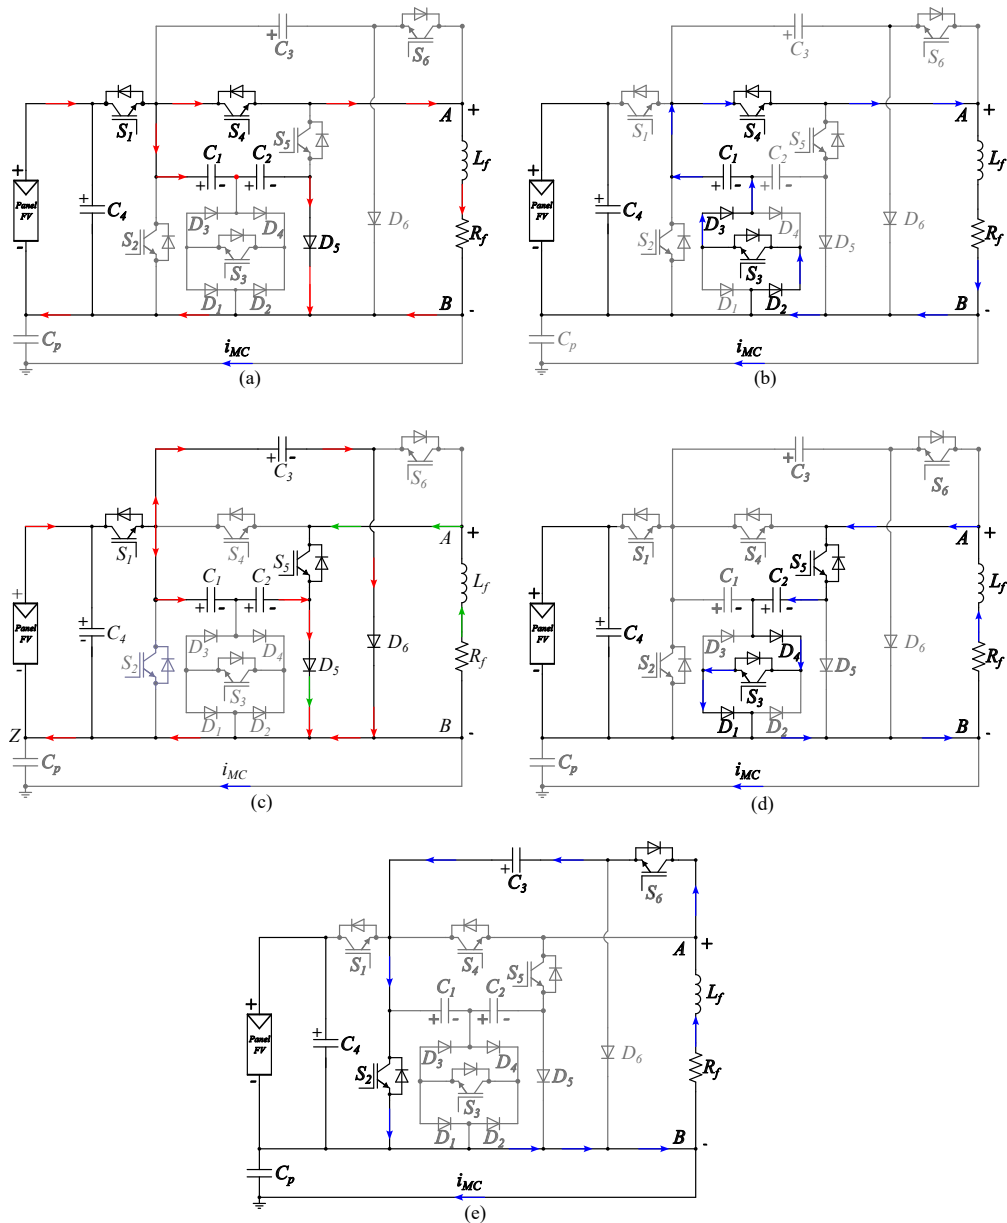 C3
S6
S1
S4
A
+
S5
Lf
C1
C2
+
-
+
-
+
Panel
FV
-
C4
+
D3
D4
S2
S3
D5
D6
Rf
D1
D2
B
-
Cp
iMC
(a)
C3
S6
S1
S4
A
+
S5
Lf
C1
C2
+
-
+
-
+
Panel
FV
-
C4
+
D3
D4
S2
S3
D5
D6
Rf
D1
D2
B
-
Cp
iMC
(b)
+
-
C3
S6
S1
S4
A
+
S5
Lf
C1
C2
+
-
+
-
+
Panel
FV
-
C4
+
-
D3
D4
S2
S3
D5
D6
Rf
D1
D2
Z
B
-
Cp
iMC
(c)
+
C3
S6
S1
S4
A
+
S5
Lf
C1
C2
+
-
+
-
+
Panel
FV
-
C4
+
D3
D4
S2
S3
D5
D6
Rf
D1
D2
B
-
Cp
iMC
(d)
+
C3
S6
S1
S4
A
+
S5
Lf
C1
C2
+
-
+
-
+
Panel
FV
-
C4
+
D3
D4
S2
S3
D5
D6
Rf
D1
D2
B
-
Cp
iMC
(e)